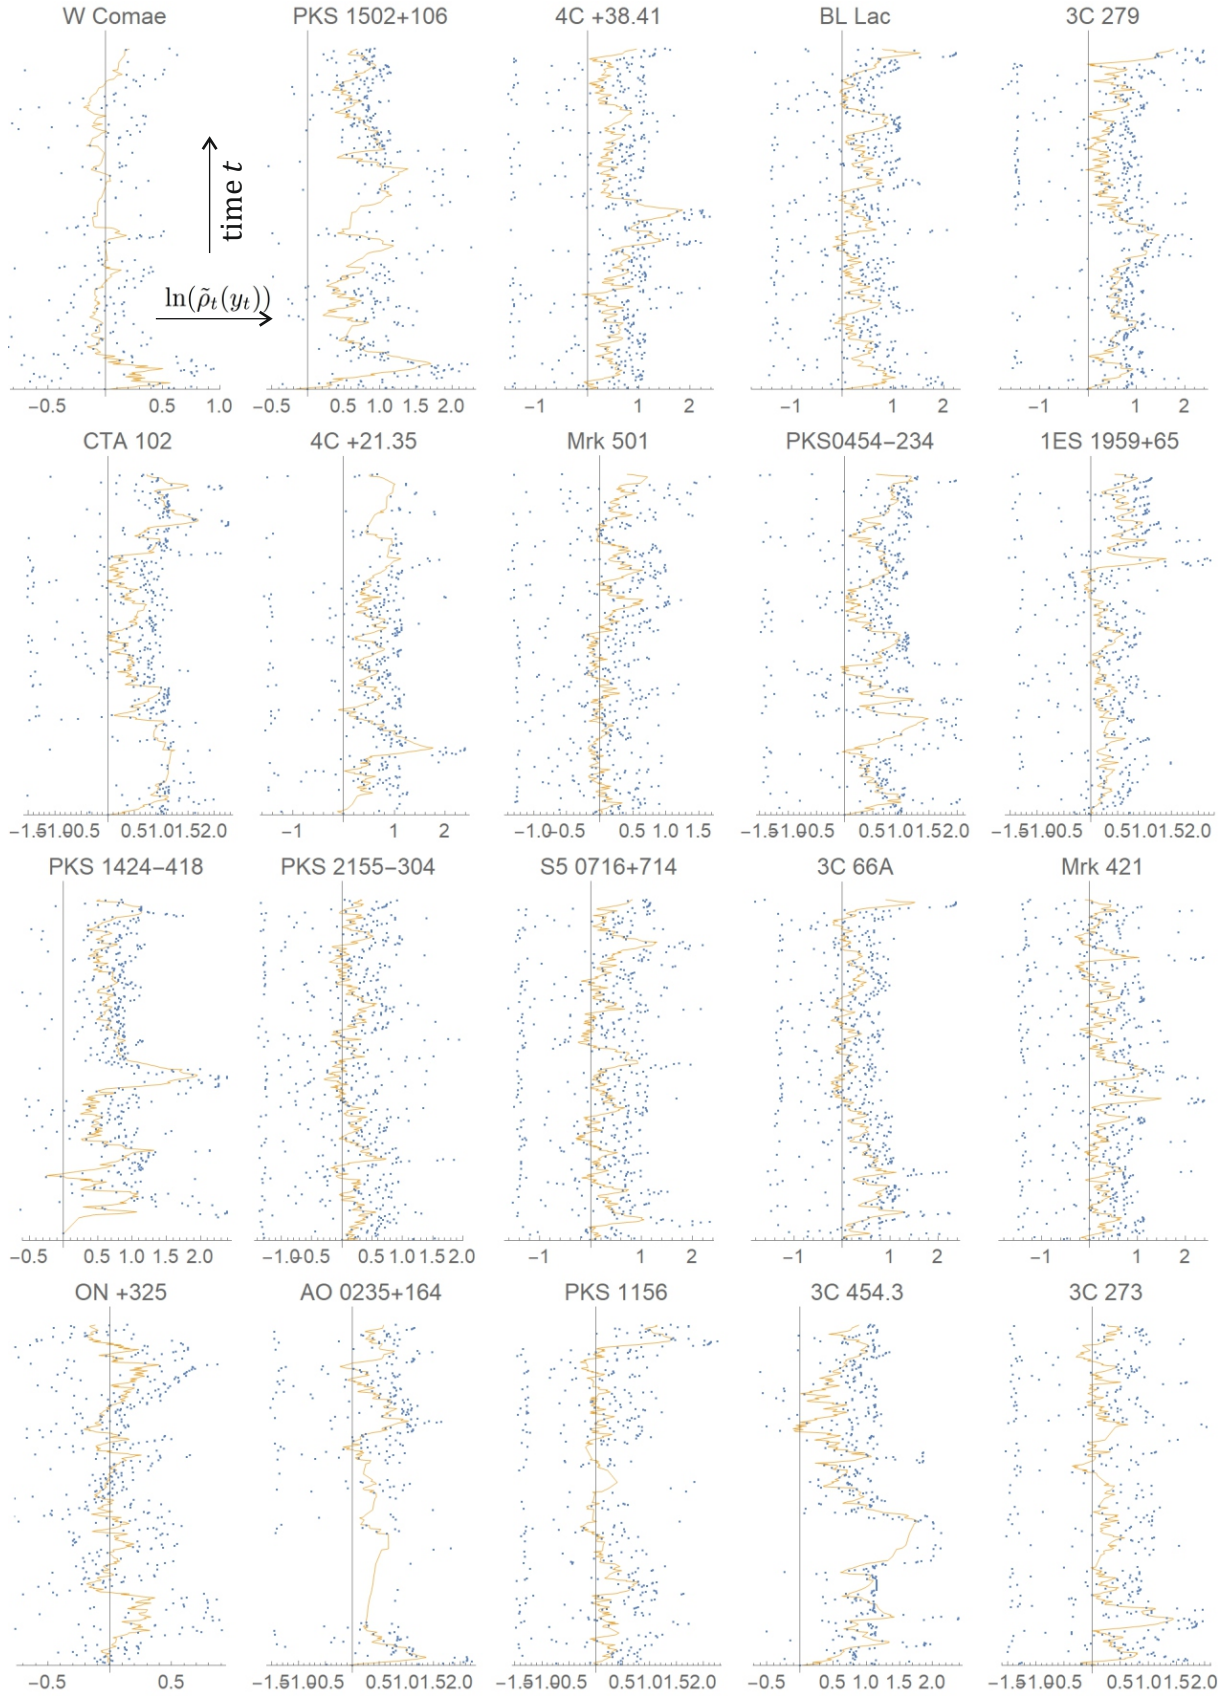 W Comae PKS 1502+106 4C +38.41 BL Lac 3C 279
time t
ln(ρ̃ₜ(yₜ))
−0.5 0.5 1.0 −0.5 0.5 1.0 1.5 2.0 −1 1 2 −1 1 2 −1 1 2
CTA 102 4C +21.35 Mrk 501 PKS0454−234 1ES 1959+65
0.5 −1 1 2 0.5 1.0 1.5
PKS 1424−418 PKS 2155−304 S5 0716+714 3C 66A Mrk 421
−0.5 0.5 1.0 1.5 2.0 −1 1 2 −1 1 2 −1 1 2
ON +325 AO 0235+164 PKS 1156 3C 454.3 3C 273
−0.5 0.5 −0.5 0.5 1.0 1.5 2.0